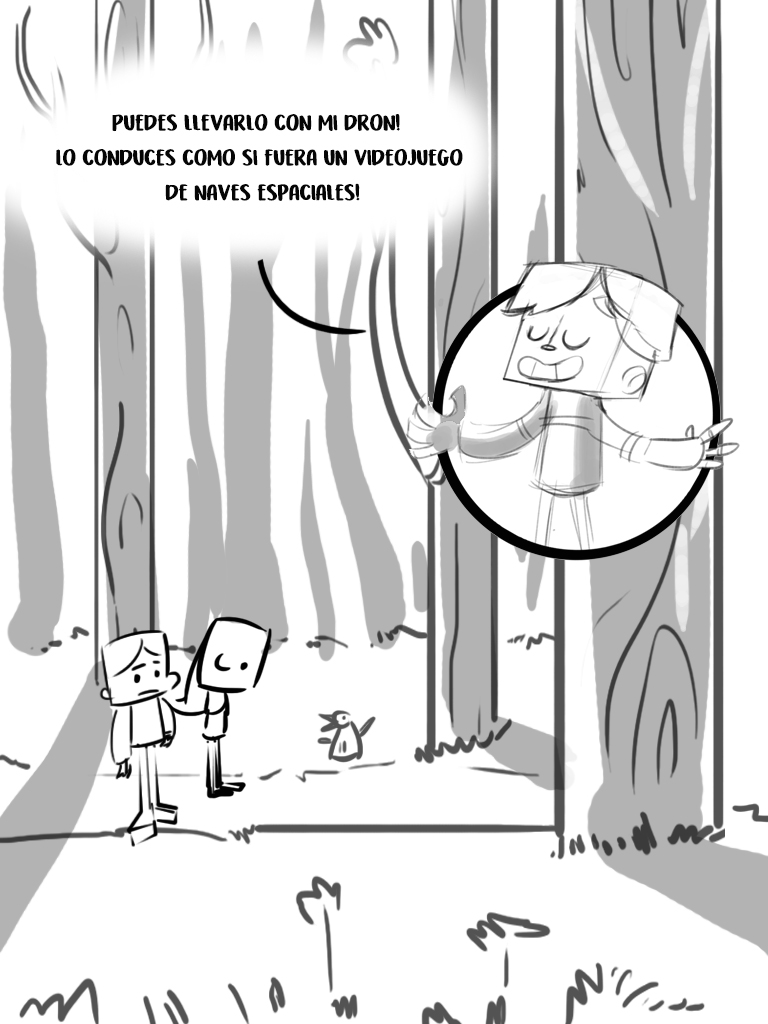 PUEDES LLEVARLO CON MI DRON!
LO CONDUCES COMO SI FUERA UN VIDEOJUEGO
DE NAVES ESPACIALES!